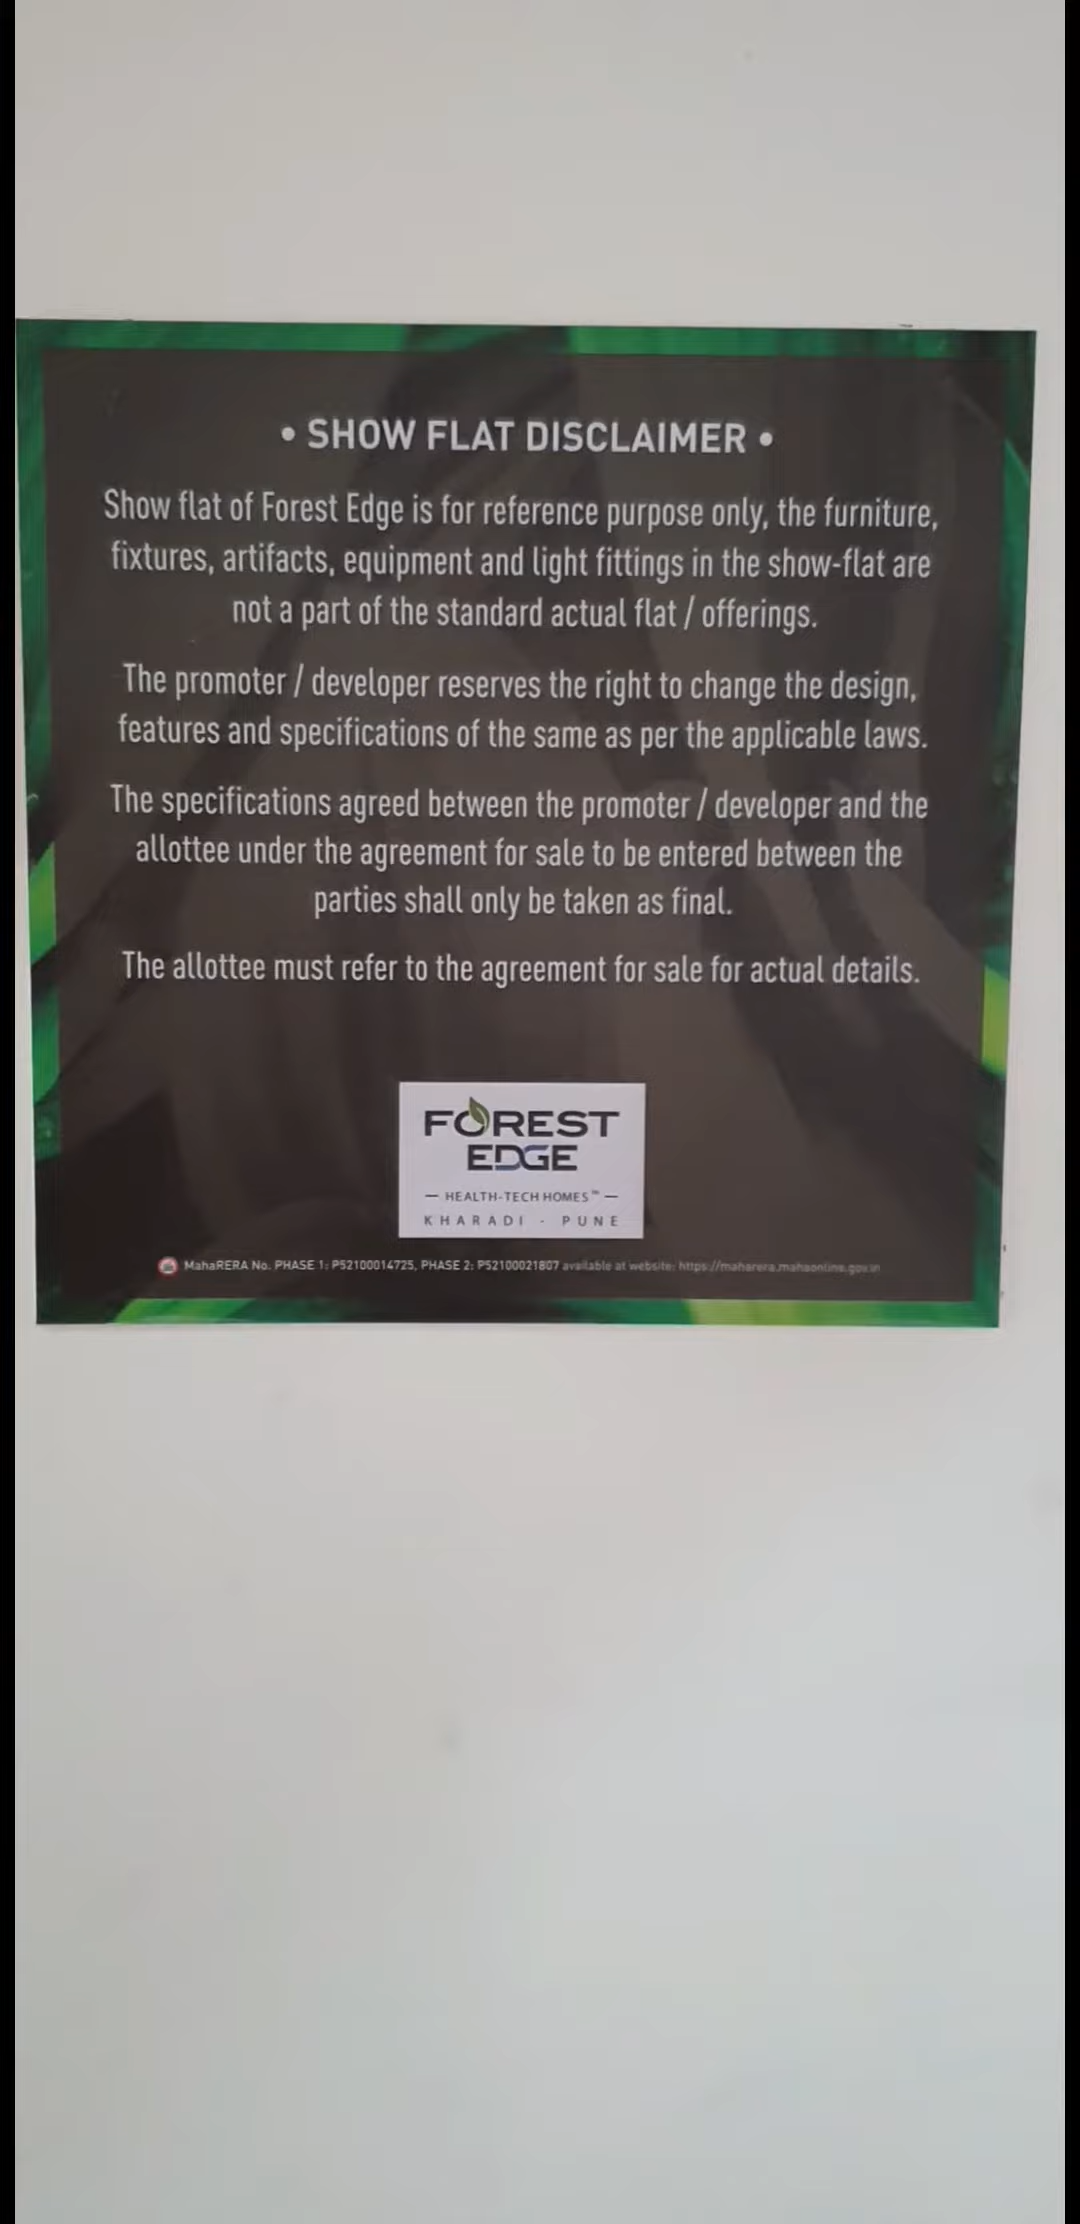 • SHOW FLAT DISCLAIMER •
Show flat of Forest Edge is for reference purpose only, the furniture,
fixtures, artifacts, equipment and light fittings in the show-flat are
not a part of the standard actual flat / offerings.
The promoter / developer reserves the right to change the design,
features and specifications of the same as per the applicable laws.
The specifications agreed between the promoter / developer and the
allottee under the agreement for sale to be entered between the
parties shall only be taken as final.
The allottee must refer to the agreement for sale for actual details.
FOREST
EDGE
— HEALTH-TECH HOMES™ —
KHARADI - PUNE
MahaRERA No. PHASE 1: P52100014725, PHASE 2: P52100021807 available at website: https://maharera.mahaonline.gov.in